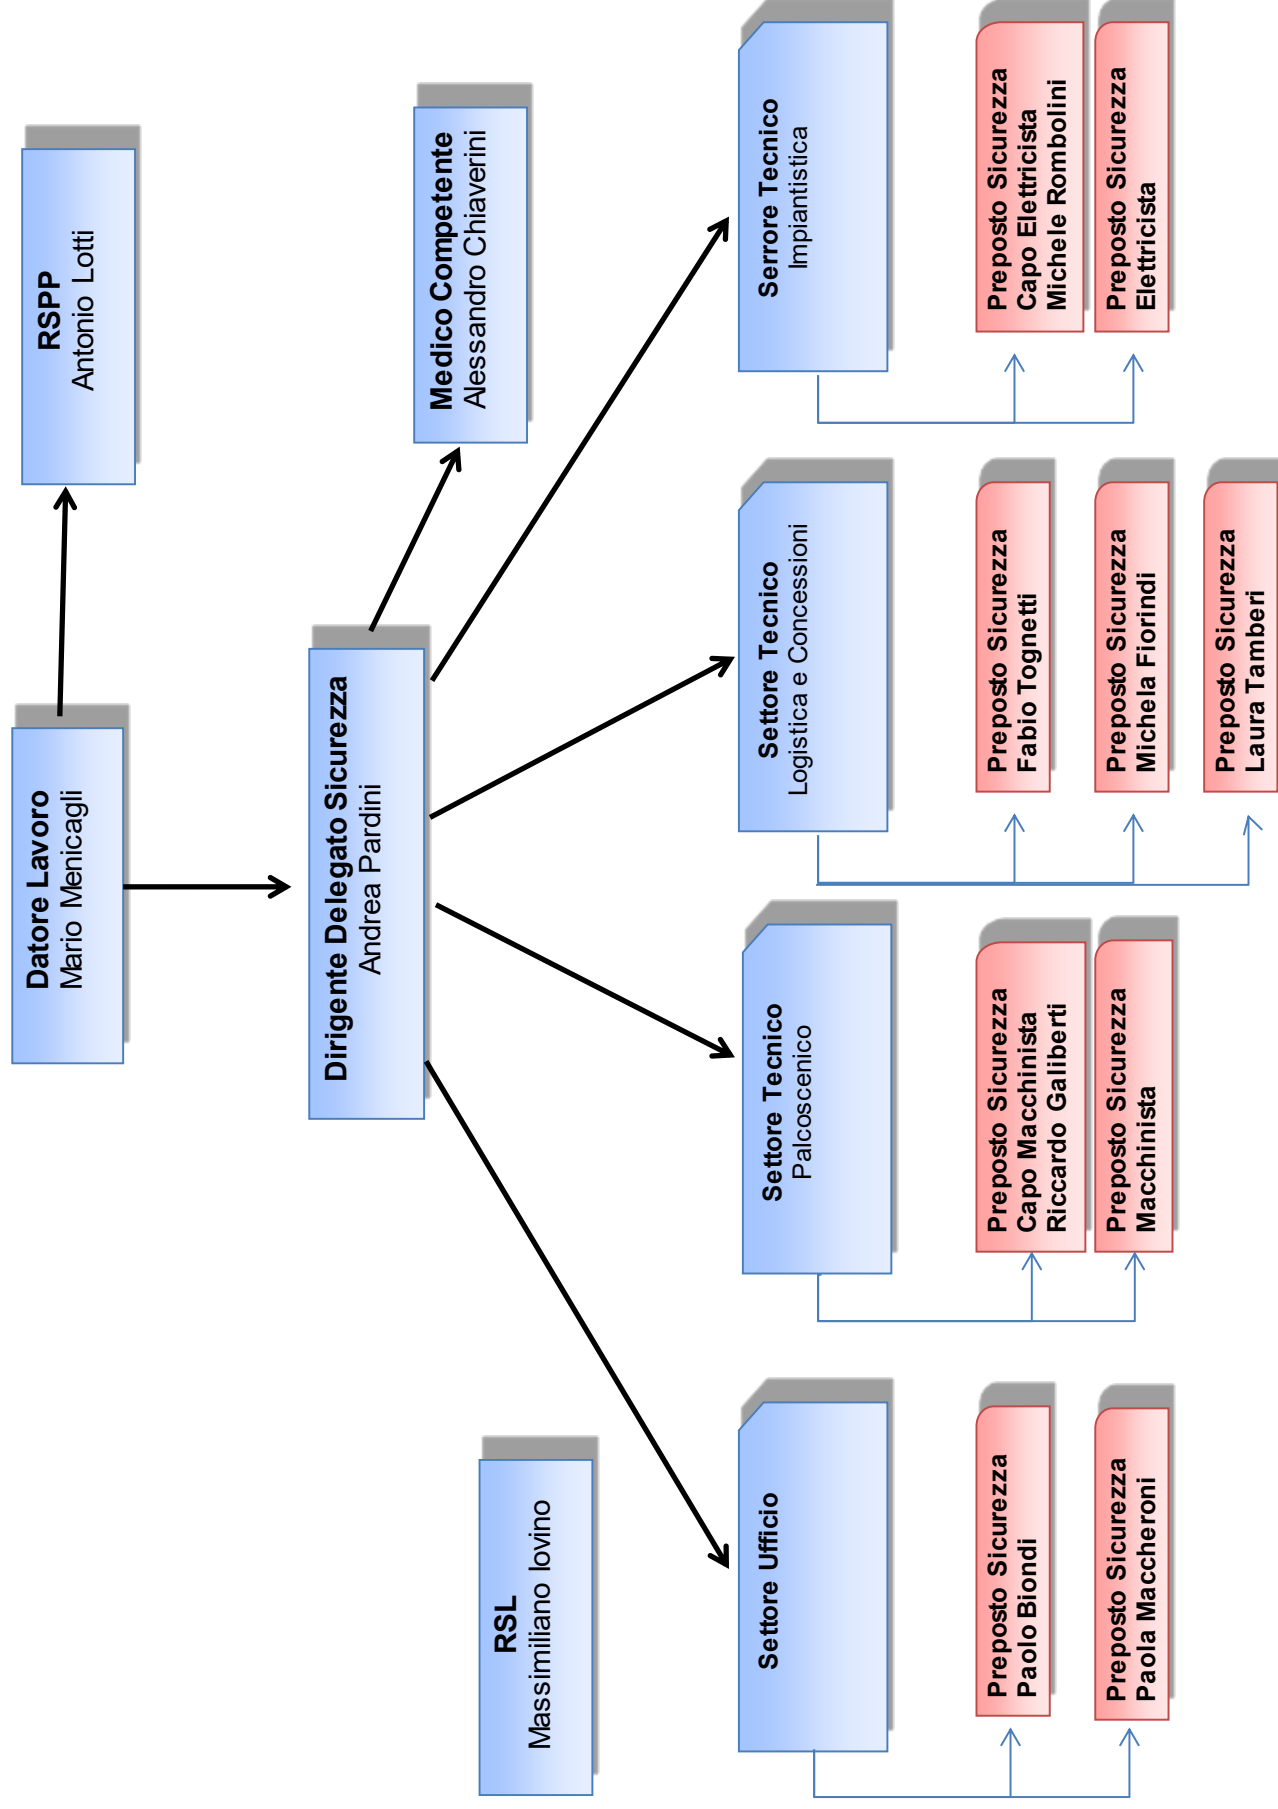 Datore Lavoro
Mario Menicagli
RSPP
Antonio Lotti
Dirigente Delegato Sicurezza
Andrea Pardini
Medico Competente
Alessandro Chiaverini
RSL
Massimiliano Iovino
Settore Ufficio
Settore Tecnico
Palcoscenico
Settore Tecnico
Logistica e Concessioni
Serrore Tecnico
Impiantistica
Preposto Sicurezza
Paolo Biondi
Preposto Sicurezza
Paola Maccheroni
Preposto Sicurezza
Capo Macchinista
Riccardo Galiberti
Preposto Sicurezza
Macchinista
Preposto Sicurezza
Fabio Tognetti
Preposto Sicurezza
Michela Fiorindi
Preposto Sicurezza
Laura Tamberi
Preposto Sicurezza
Capo Elettricista
Michele Rombolini
Preposto Sicurezza
Elettricista